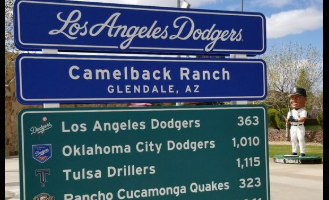 Los Angeles Dodgers
Camelback Ranch
GLENDALE, AZ
Los Angeles Dodgers 363
Oklahoma City Dodgers 1,010
Tulsa Drillers 1,115
Rancho Cucamonga Quakes 323